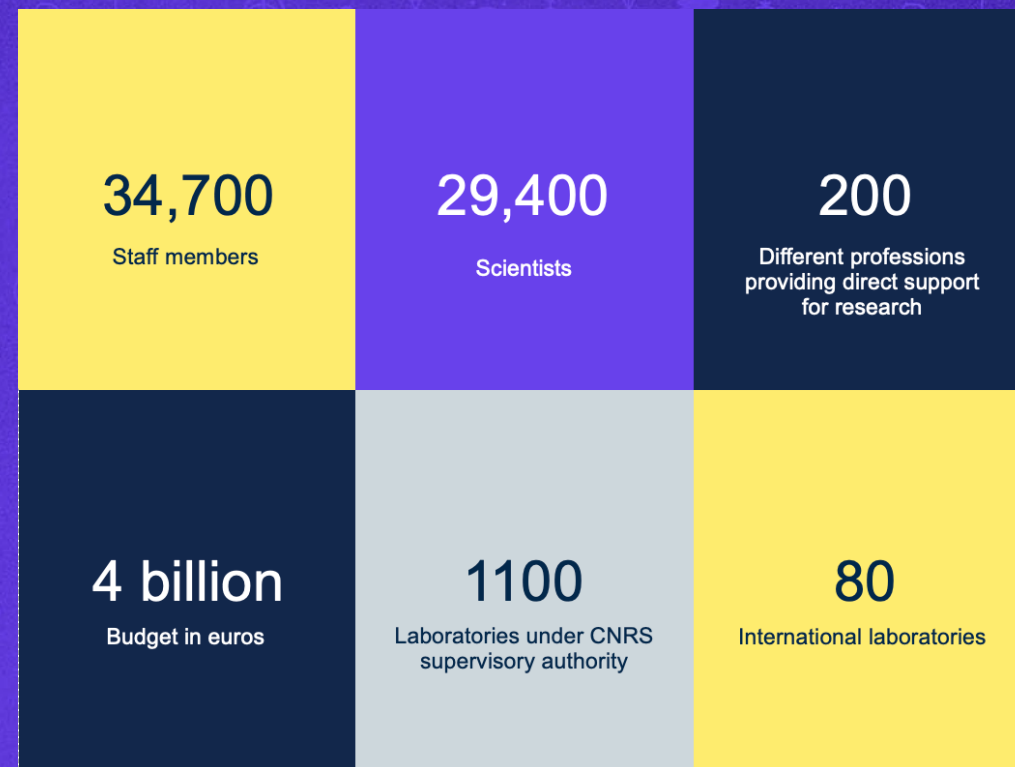 34,700
Staff members
29,400
Scientists
200
Different professions
providing direct support
for research
4 billion
Budget in euros
1100
Laboratories under CNRS
supervisory authority
80
International laboratories